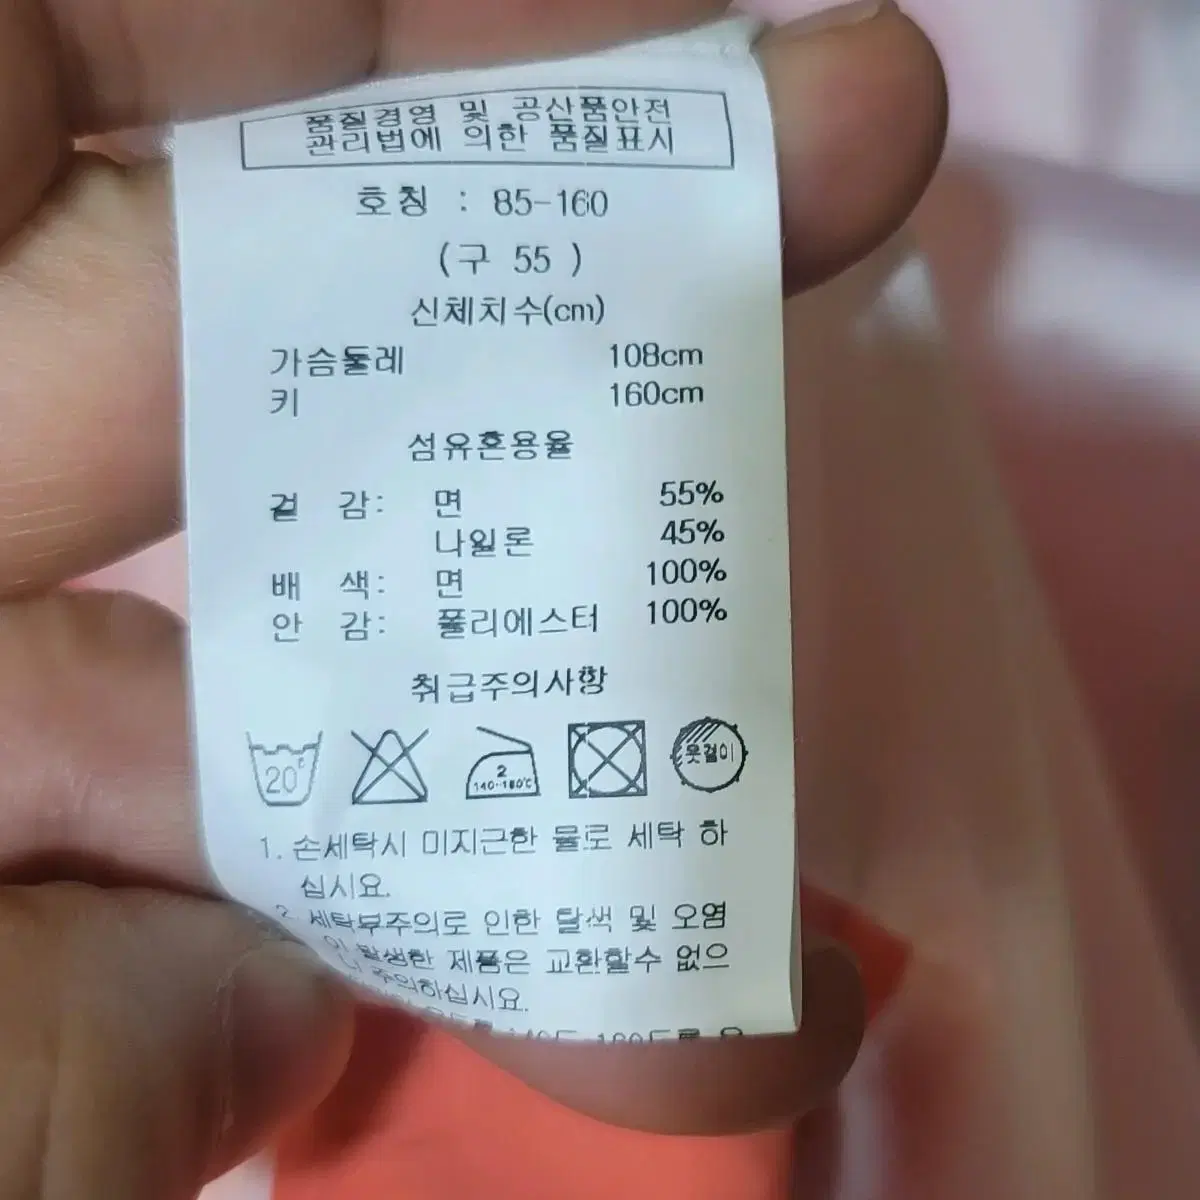 품질경영 및 공산품안전
관리법에 의한 품질표시
호칭 : 85-160
(구 55 )
신체치수(cm)
가슴둘레 108cm
키 160cm
섬유혼용율
겉 감: 면 55%
나일론 45%
배 색: 면 100%
안 감: 폴리에스터 100%
취급주의사항
20℃
2
140~160℃
옷걸이
1. 손세탁시 미지근한 물로 세탁 하
십시요.
2. 세탁부주의로 인한 탈색 및 오염
이 발생한 제품은 교환할수 없으
니 주의하십시요.